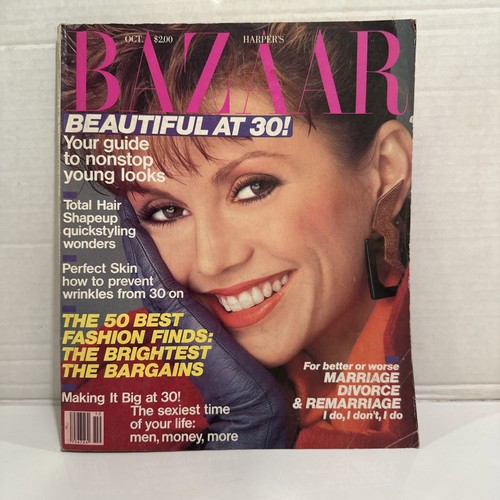 OCT. $2.00 HARPER'S
BAZAAR
BEAUTIFUL AT 30!
Your guide
to nonstop
young looks
Total Hair
Shapeup
quickstyling
wonders
Perfect Skin
how to prevent
wrinkles from 30 on
THE 50 BEST
FASHION FINDS:
THE BRIGHTEST
THE BARGAINS
Making It Big at 30!
The sexiest time
of your life:
men, money, more
For better or worse
MARRIAGE
DIVORCE
& REMARRIAGE
I do, I don't, I do